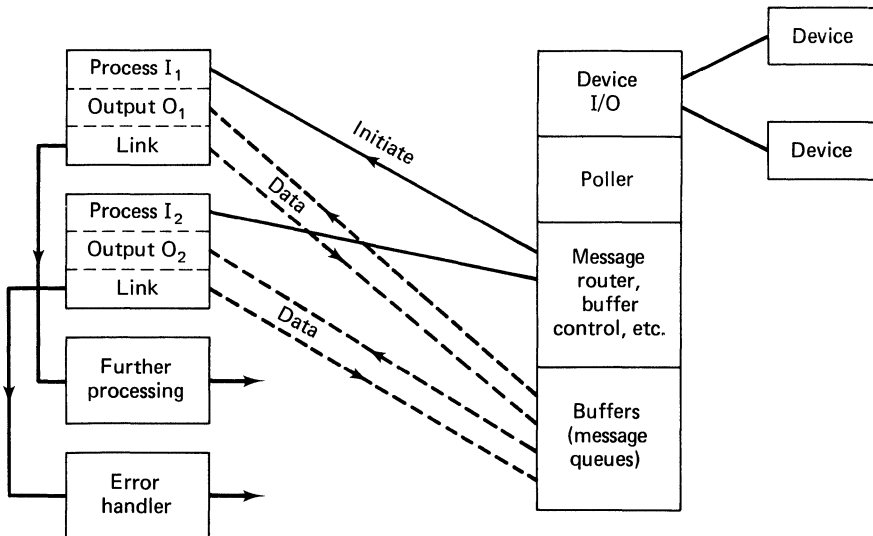 Process I₁
Output O₁
Link
Process I₂
Output O₂
Link
Further
processing
Error
handler
Initiate
Data
Data
Device
I/O
Poller
Message
router,
buffer
control, etc.
Buffers
(message
queues)
Device
Device